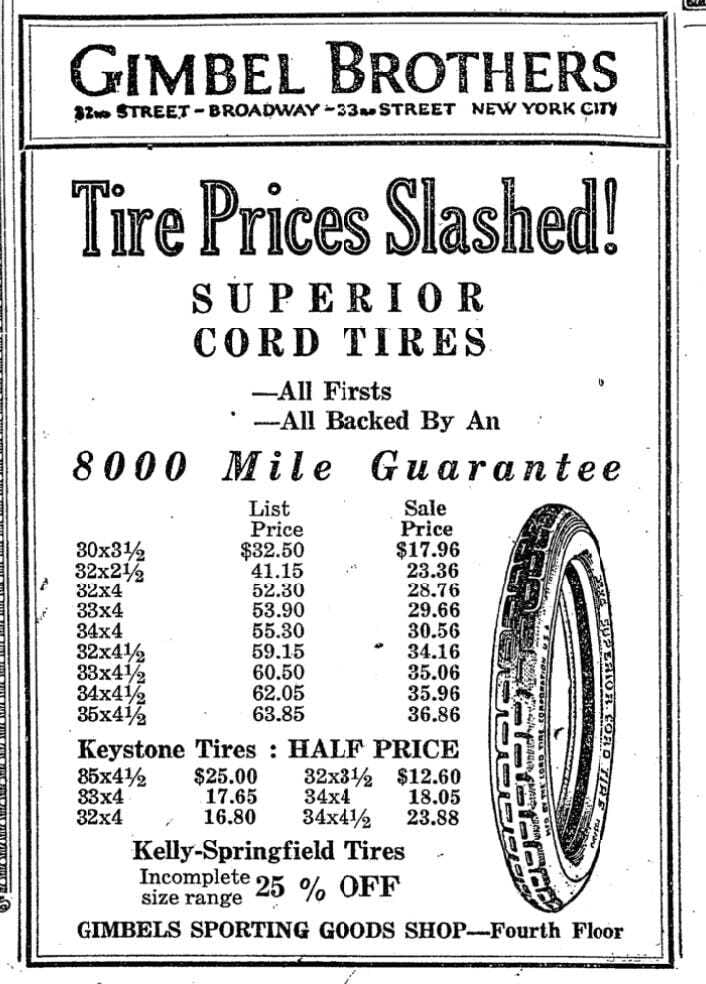 GIMBEL BROTHERS
32ND STREET - BROADWAY - 33RD STREET NEW YORK CITY
Tire Prices Slashed!
SUPERIOR
CORD TIRES
—All Firsts
—All Backed By An
8000 Mile Guarantee
List Sale
Price Price
30x3½ $32.50 $17.96
32x2½ 41.15 23.36
32x4 52.30 28.76
33x4 53.90 29.66
34x4 55.30 30.56
32x4½ 59.15 34.16
33x4½ 60.50 35.06
34x4½ 62.05 35.96
35x4½ 63.85 36.86
SUPERIOR CORD TIRE
Keystone Tires : HALF PRICE
35x4½ $25.00 32x3½ $12.60
33x4 17.65 34x4 18.05
32x4 16.80 34x4½ 23.88
Kelly-Springfield Tires
Incomplete
size range 25 % OFF
GIMBELS SPORTING GOODS SHOP—Fourth Floor